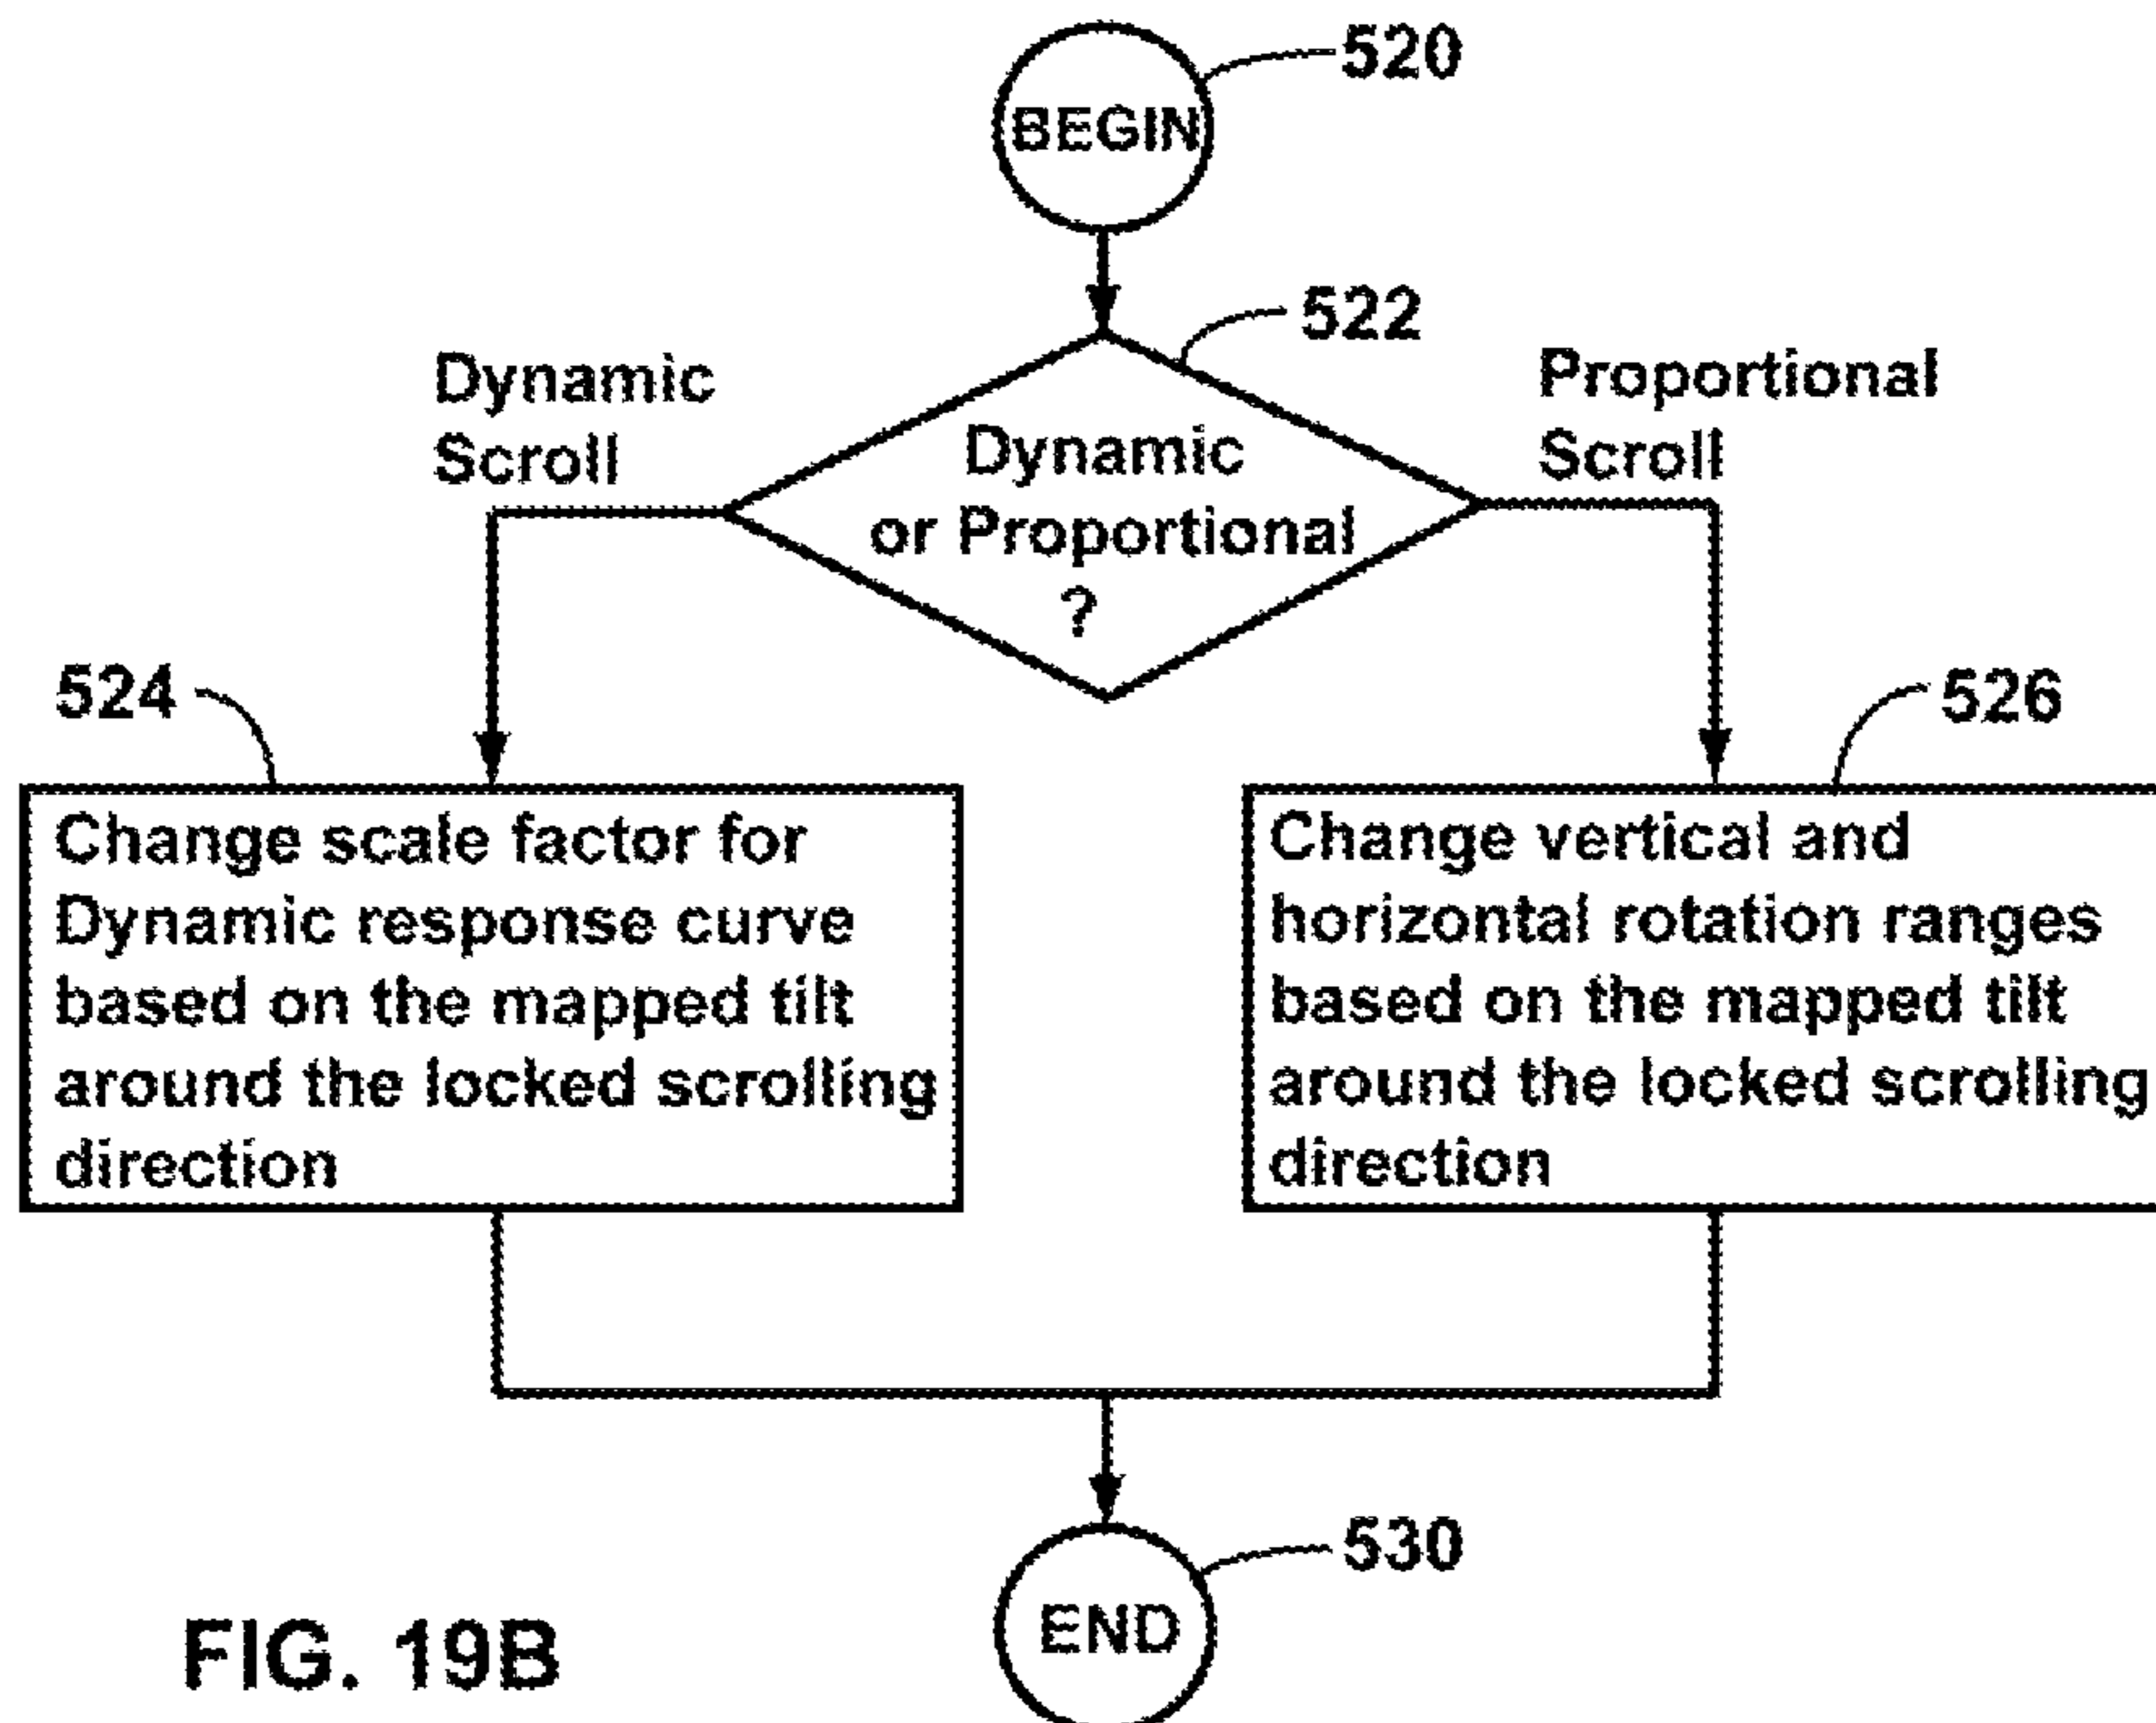 520
BEGIN
522
Dynamic
Scroll
Proportional
Scroll
Dynamic
or Proportional
?
524
526
Change scale factor for
Dynamic response curve
based on the mapped tilt
around the locked scrolling
direction
Change vertical and
horizontal rotation ranges
based on the mapped tilt
around the locked scrolling
direction
530
END
FIG. 19B